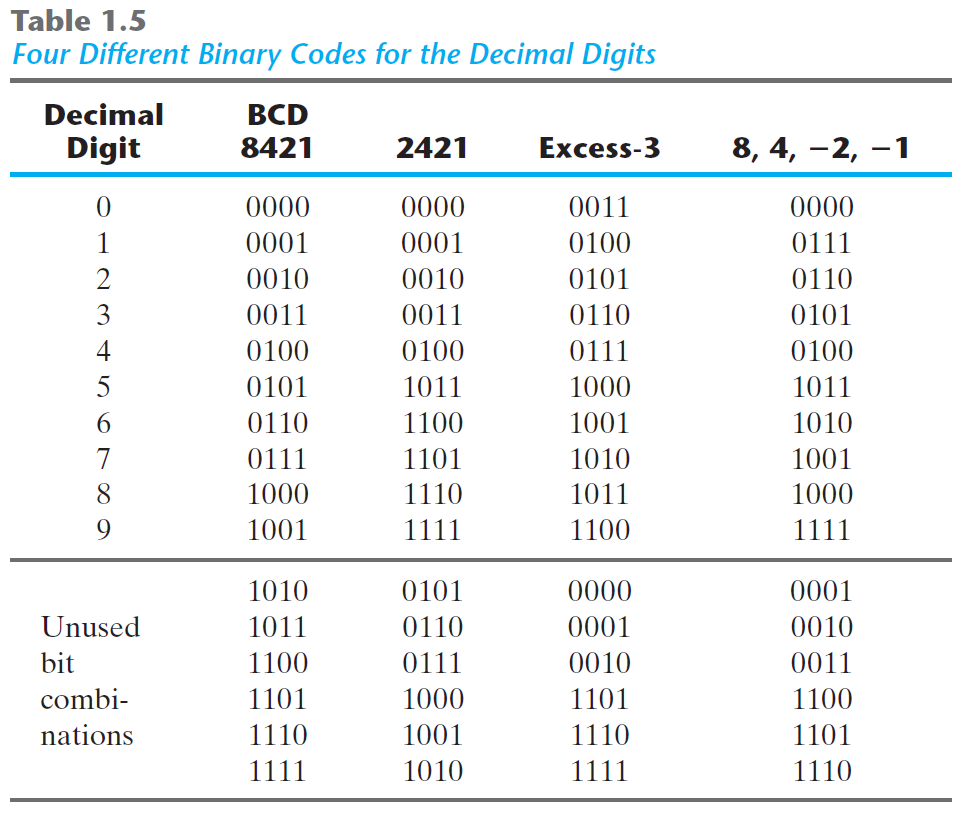 Table 1.5
Four Different Binary Codes for the Decimal Digits
Decimal Digit BCD 8421 2421 Excess-3 8, 4, −2, −1
0 0000 0000 0011 0000
1 0001 0001 0100 0111
2 0010 0010 0101 0110
3 0011 0011 0110 0101
4 0100 0100 0111 0100
5 0101 1011 1000 1011
6 0110 1100 1001 1010
7 0111 1101 1010 1001
8 1000 1110 1011 1000
9 1001 1111 1100 1111
1010 0101 0000 0001
Unused 1011 0110 0001 0010
bit 1100 0111 0010 0011
combi- 1101 1000 1101 1100
nations 1110 1001 1110 1101
1111 1010 1111 1110